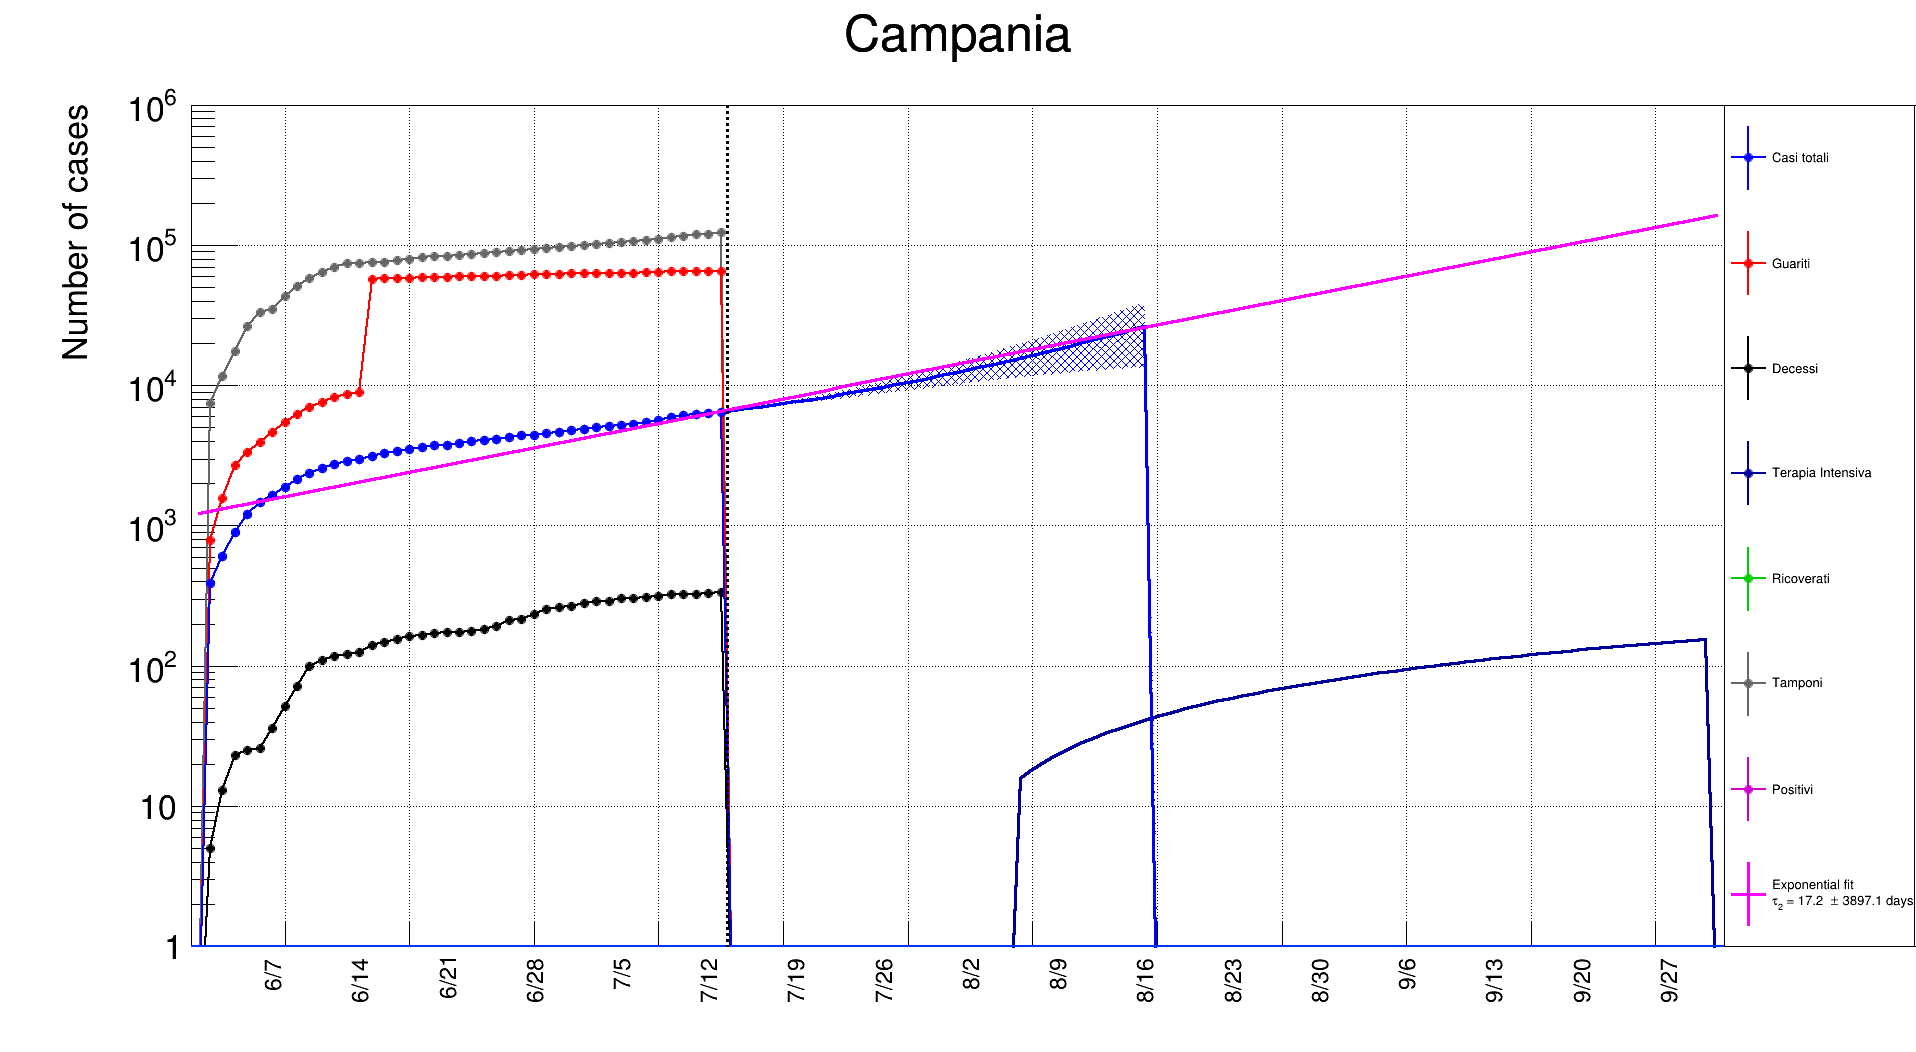 Campania
Number of cases
10^6
10^5
10^4
10^3
10^2
10
1
6/7
6/14
6/21
6/28
7/5
7/12
7/19
7/26
8/2
8/9
8/16
8/23
8/30
9/6
9/13
9/20
9/27
Casi totali
Guariti
Decessi
Terapia Intensiva
Ricoverati
Tamponi
Positivi
Exponential fit
τ₂ = 17.2 ± 3897.1 days